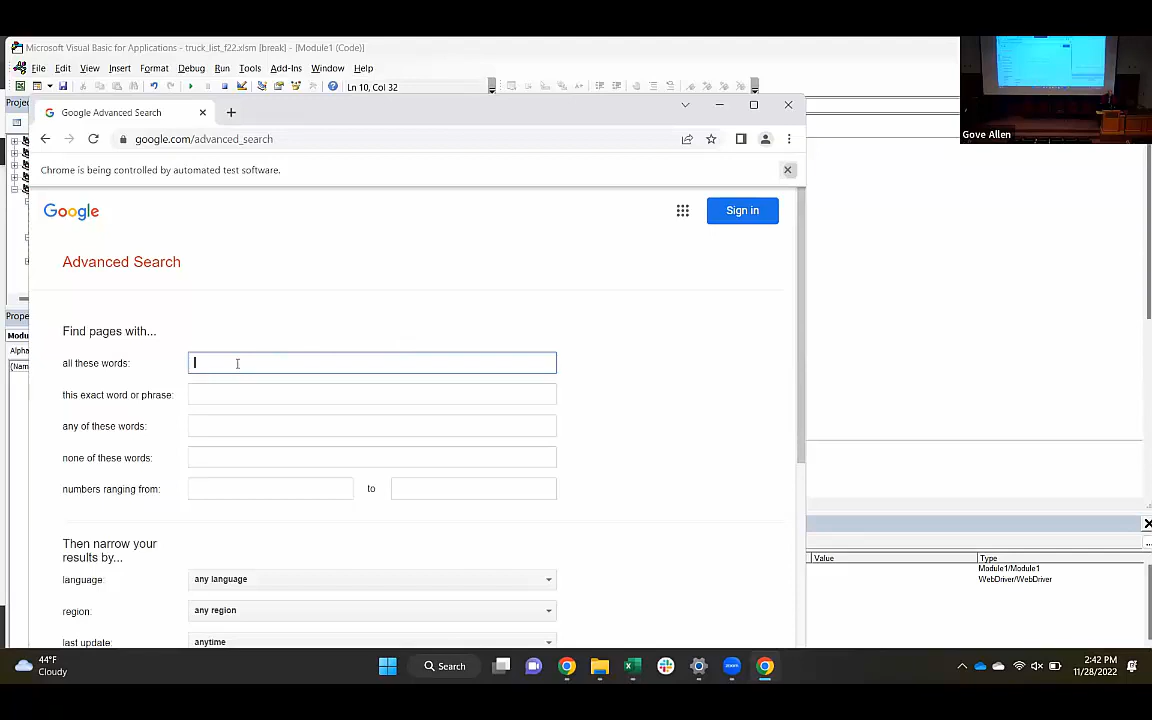 Microsoft Visual Basic for Applications - truck_list_f22.xlsm [break] - [Module1 (Code)]
File Edit View Insert Format Debug Run Tools Add-Ins Window Help
Ln 10, Col 32
Gove Allen
Google Advanced Search
google.com/advanced_search
Chrome is being controlled by automated test software.
Google
Sign in
Advanced Search
Find pages with...
all these words:
this exact word or phrase:
any of these words:
none of these words:
numbers ranging from:
to
Then narrow your
results by...
language:
any language
region:
any region
last update:
anytime
Projec
Prope
Modu
Alpha
(Nam
Value
Type
Module1/Module1
WebDriver/WebDriver
44°F
Cloudy
Search
2:42 PM
11/28/2022